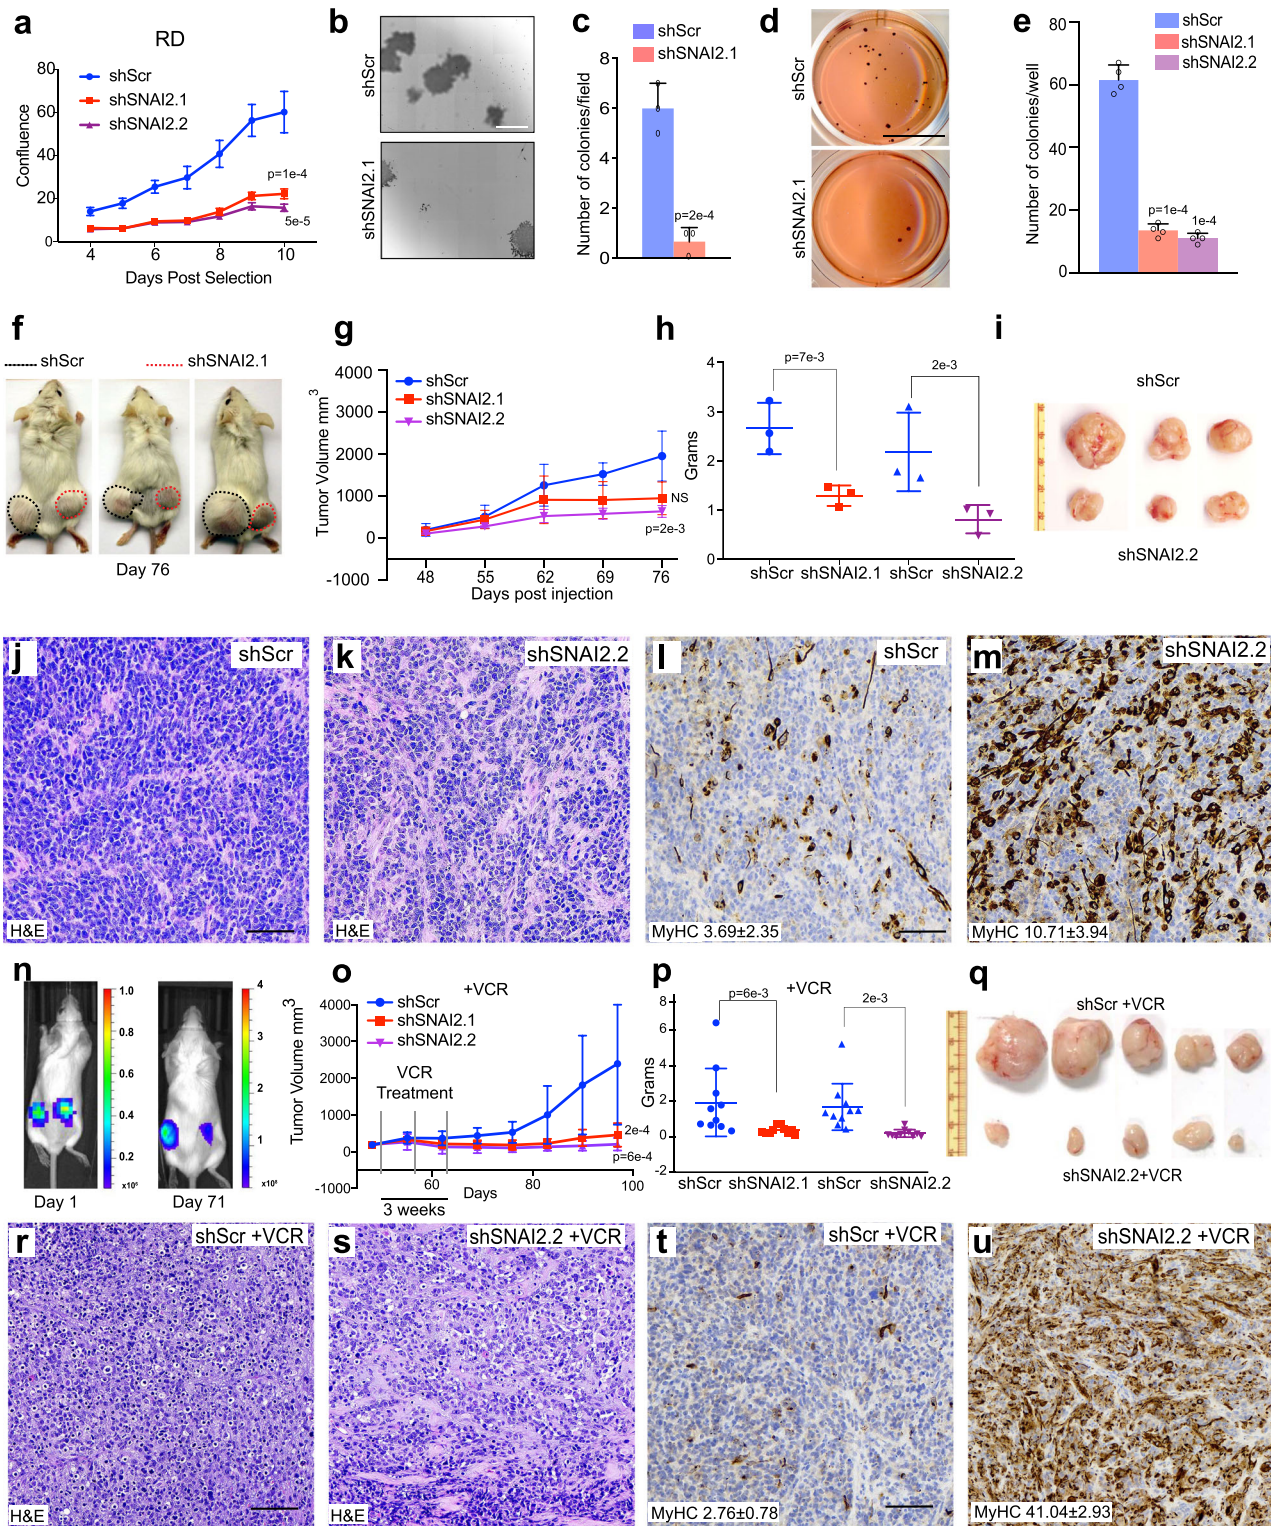 a
RD
shScr
shSNAI2.1
shSNAI2.2
Confluence
80
60
40
20
0
p=1e-4
5e-5
4 5 6 7 8 9 10
Days Post Selection
b
shScr
shSNAI2.1
c
shScr
shSNAI2.1
Number of colonies/field
8
6
4
2
0
p=2e-4
d
shScr
shSNAI2.1
e
shScr
shSNAI2.1
shSNAI2.2
Number of colonies/well
80
60
40
20
0
p=1e-4
1e-4
f
shScr
shSNAI2.1
Day 76
g
shScr
shSNAI2.1
shSNAI2.2
Tumor Volume mm3
4000
3000
2000
1000
0
-1000
NS
p=2e-3
48 55 62 69 76
Days post injection
h
Grams
4
3
2
1
0
p=7e-3
2e-3
shScr shSNAI2.1 shScr shSNAI2.2
i
shScr
shSNAI2.2
j
shScr
H&E
k
shSNAI2.2
H&E
l
shScr
MyHC 3.69±2.35
m
shSNAI2.2
MyHC 10.71±3.94
n
1.0
0.8
0.6
0.4
0.2
Day 1
4
3
2
1
Day 71
o
+VCR
shScr
shSNAI2.1
shSNAI2.2
Tumor Volume mm3
4000
3000
2000
1000
0
-1000
VCR
Treatment
2e-4
p=6e-4
60 80 100
Days
3 weeks
p
+VCR
Grams
8
6
4
2
0
-2
p=6e-3
2e-3
shScr shSNAI2.1 shScr shSNAI2.2
q
shScr +VCR
shSNAI2.2+VCR
r
shScr +VCR
H&E
s
shSNAI2.2 +VCR
H&E
t
shScr +VCR
MyHC 2.76±0.78
u
shSNAI2.2 +VCR
MyHC 41.04±2.93